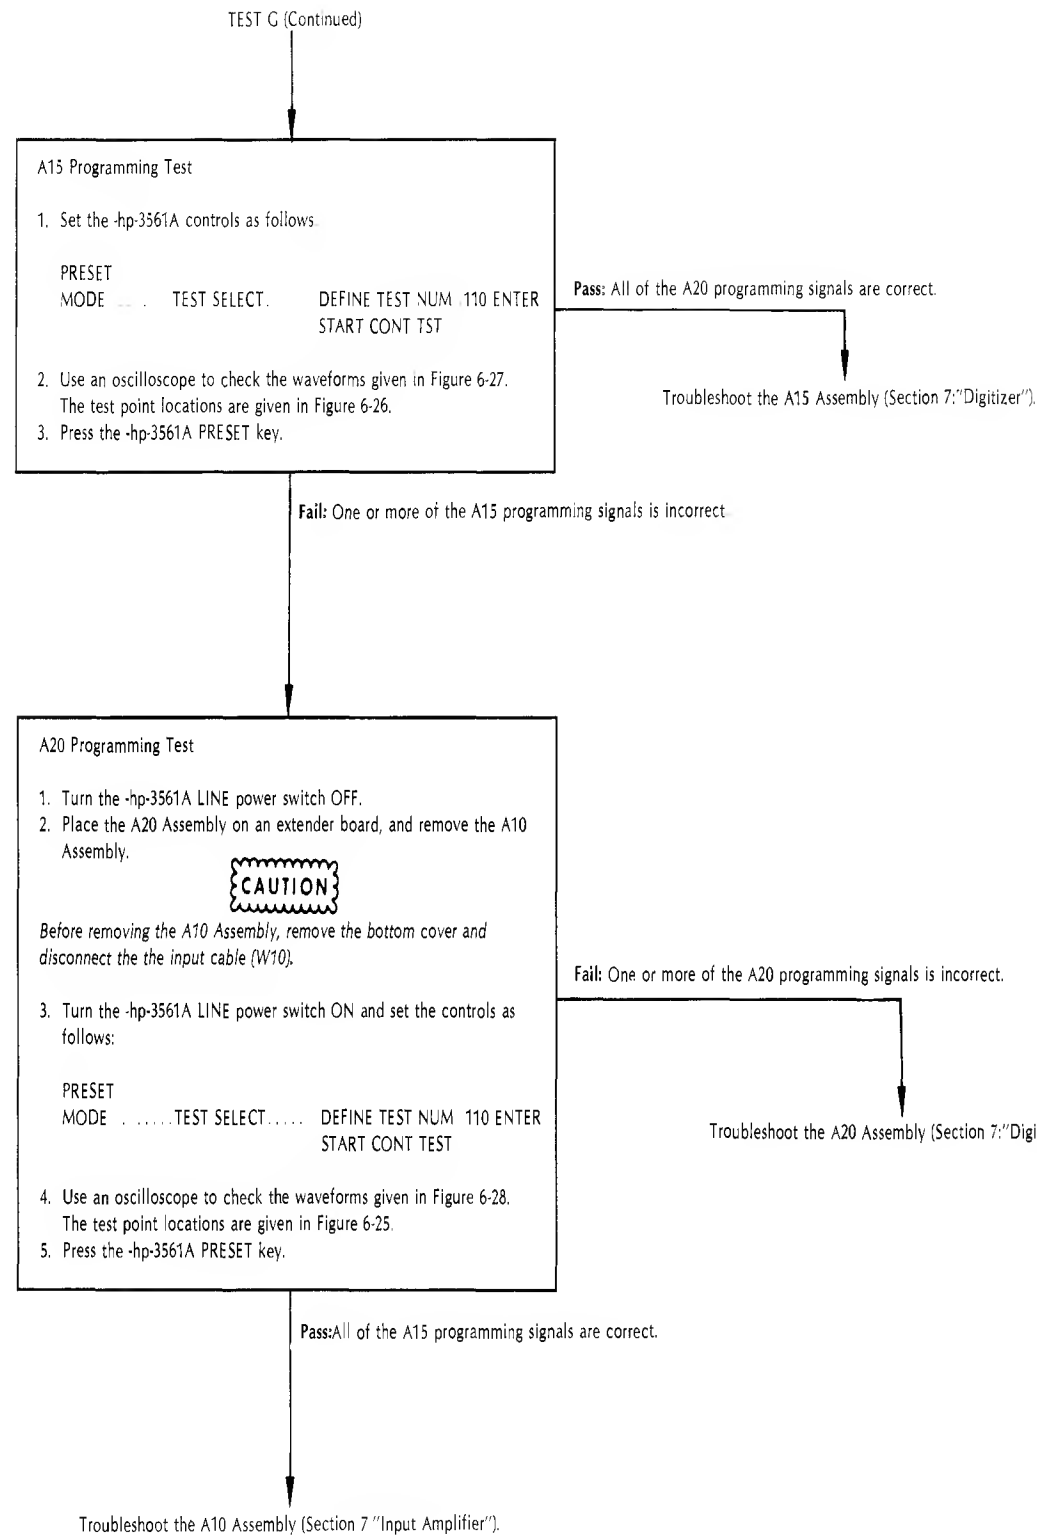 TEST G (Continued)
A15 Programming Test
1. Set the -hp-3561A controls as follows.
PRESET
MODE ... . TEST SELECT. DEFINE TEST NUM .110 ENTER
START CONT TST
2. Use an oscilloscope to check the waveforms given in Figure 6-27.
The test point locations are given in Figure 6-26.
3. Press the -hp-3561A PRESET key.
Pass: All of the A20 programming signals are correct.
Troubleshoot the A15 Assembly (Section 7:"Digitizer").
Fail: One or more of the A15 programming signals is incorrect.
A20 Programming Test
1. Turn the -hp-3561A LINE power switch OFF.
2. Place the A20 Assembly on an extender board, and remove the A10
Assembly.
CAUTION
Before removing the A10 Assembly, remove the bottom cover and
disconnect the the input cable (W10).
3. Turn the -hp-3561A LINE power switch ON and set the controls as
follows:
PRESET
MODE . .....TEST SELECT..... DEFINE TEST NUM 110 ENTER
START CONT TEST
4. Use an oscilloscope to check the waveforms given in Figure 6-28.
The test point locations are given in Figure 6-25.
5. Press the -hp-3561A PRESET key.
Fail: One or more of the A20 programming signals is incorrect.
Troubleshoot the A20 Assembly (Section 7:"Digi
Pass:All of the A15 programming signals are correct.
Troubleshoot the A10 Assembly (Section 7 "Input Amplifier").